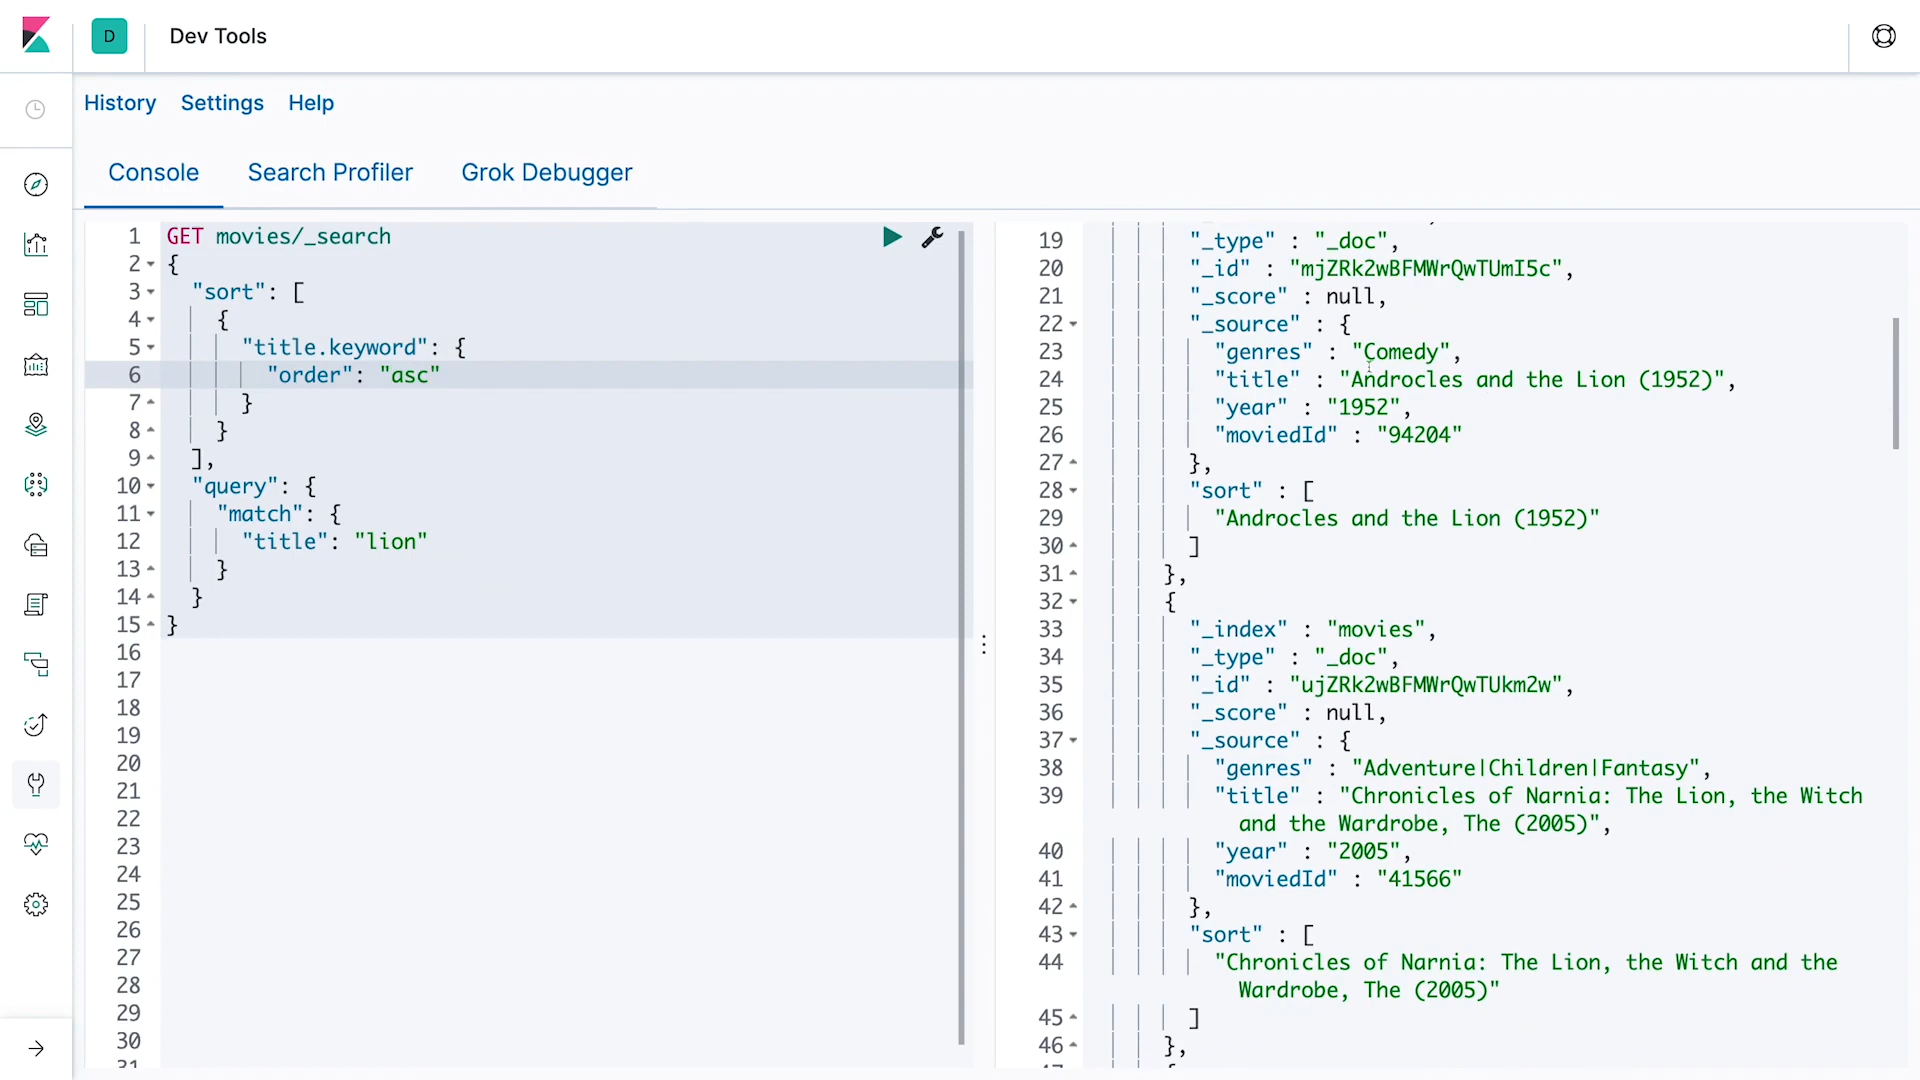 D
Dev Tools
History Settings Help
Console Search Profiler Grok Debugger
1 GET movies/_search
2 {
3 "sort": [
4 {
5 "title.keyword": {
6 "order": "asc"
7 }
8 }
9 ],
10 "query": {
11 "match": {
12 "title": "lion"
13 }
14 }
15 }
16
17
18
19
20
21
22
23
24
25
26
27
28
29
30
31
19 "_type" : "_doc",
20 "_id" : "mjZRk2wBFMWrQwTUmI5c",
21 "_score" : null,
22 "_source" : {
23 "genres" : "Comedy",
24 "title" : "Androcles and the Lion (1952)",
25 "year" : "1952",
26 "moviedId" : "94204"
27 },
28 "sort" : [
29 "Androcles and the Lion (1952)"
30 ]
31 },
32 {
33 "_index" : "movies",
34 "_type" : "_doc",
35 "_id" : "ujZRk2wBFMWrQwTUkm2w",
36 "_score" : null,
37 "_source" : {
38 "genres" : "Adventure|Children|Fantasy",
39 "title" : "Chronicles of Narnia: The Lion, the Witch
and the Wardrobe, The (2005)",
40 "year" : "2005",
41 "moviedId" : "41566"
42 },
43 "sort" : [
44 "Chronicles of Narnia: The Lion, the Witch and the
Wardrobe, The (2005)"
45 ]
46 },